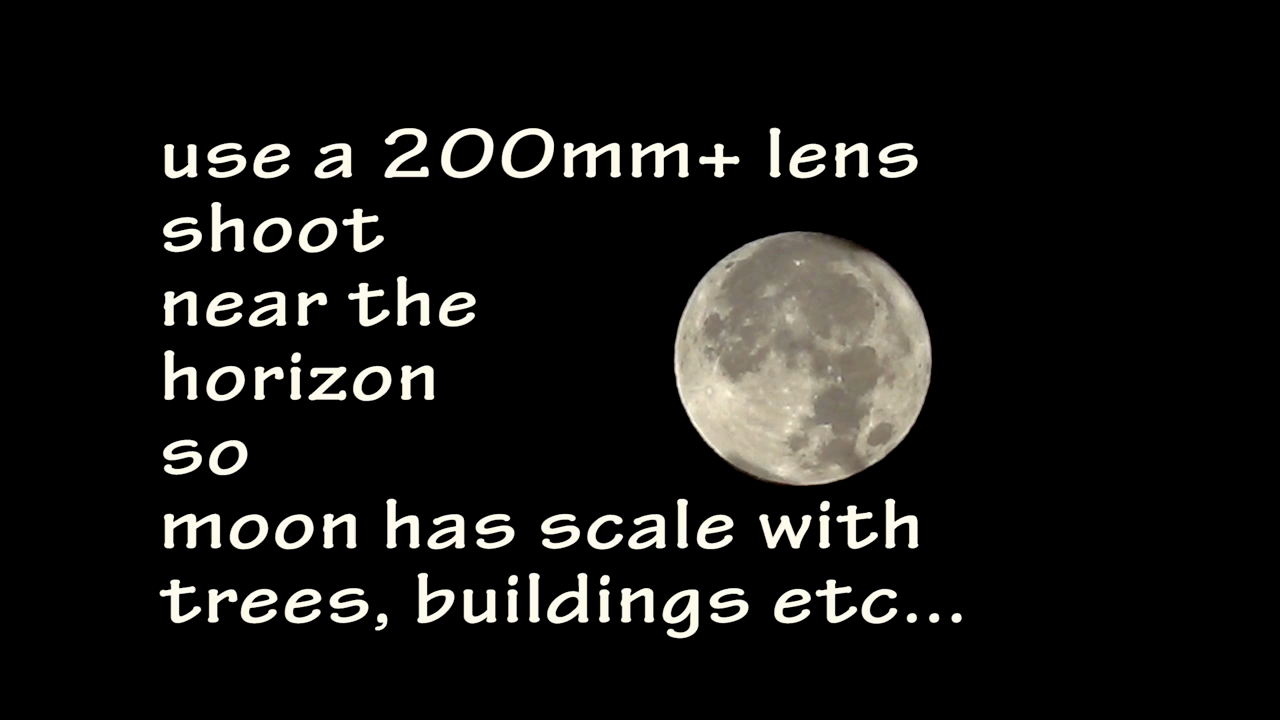 use a 200mm+ lens
shoot
near the
horizon
so
moon has scale with
trees, buildings etc...